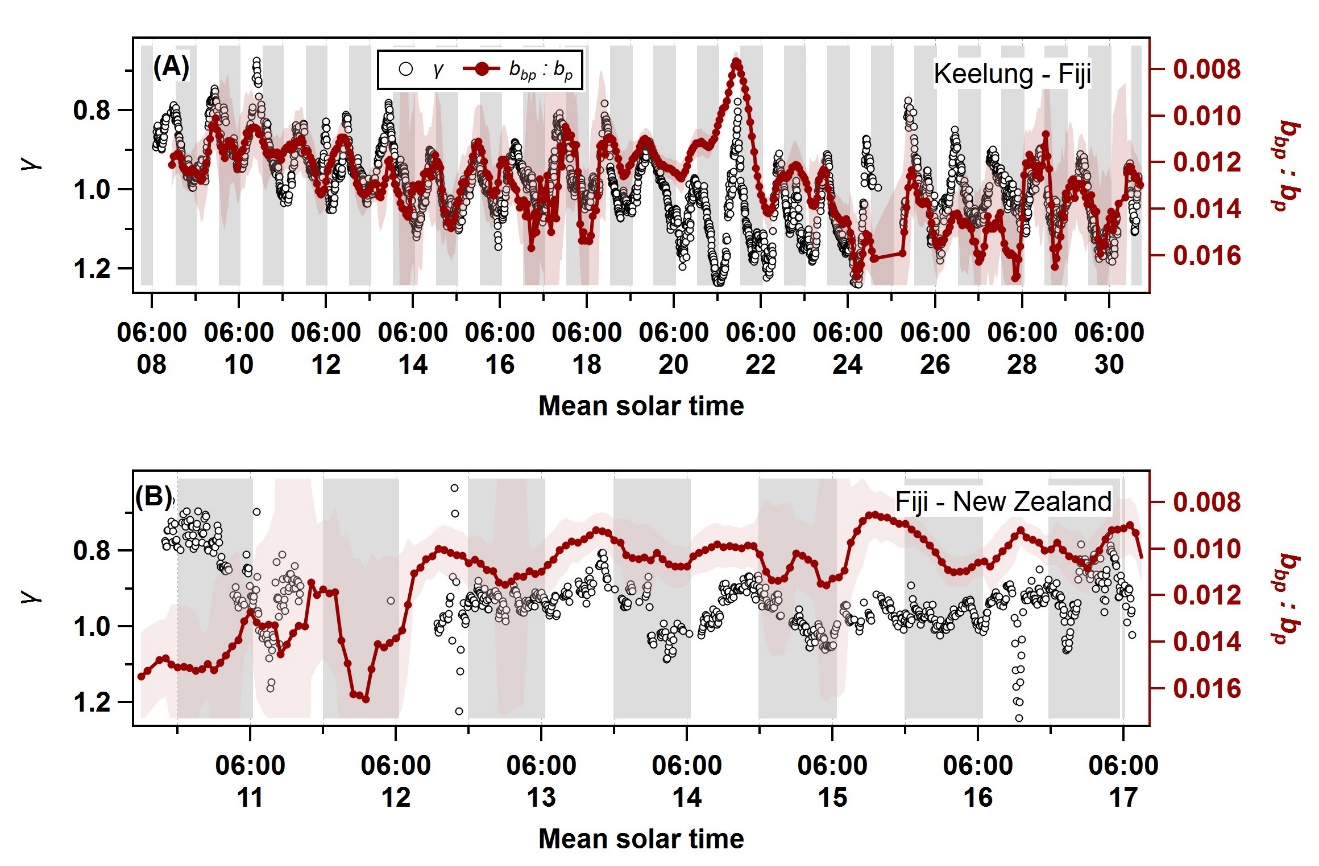 (A)
γ
b_bp : b_p
Keelung - Fiji
0.8
1.0
1.2
γ
0.008
0.010
0.012
0.014
0.016
b_bp : b_p
06:00 06:00 06:00 06:00 06:00 06:00 06:00 06:00 06:00 06:00 06:00 06:00
08 10 12 14 16 18 20 22 24 26 28 30
Mean solar time
(B)
Fiji - New Zealand
0.8
1.0
1.2
γ
0.008
0.010
0.012
0.014
0.016
b_bp : b_p
06:00 06:00 06:00 06:00 06:00 06:00 06:00
11 12 13 14 15 16 17
Mean solar time